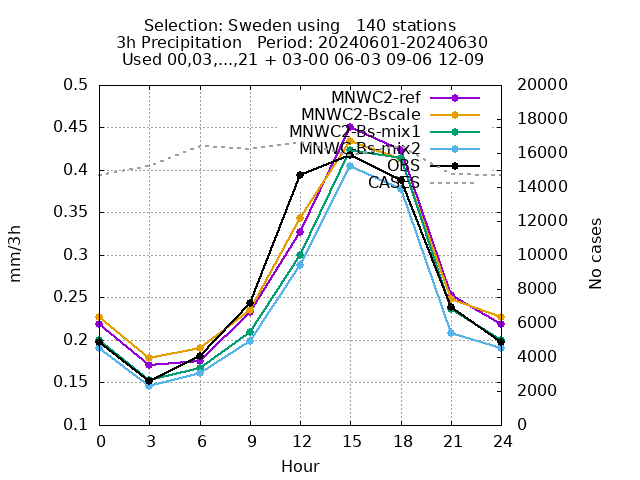 Selection: Sweden using   140 stations
3h Precipitation   Period: 20240601-20240630
Used 00,03,...,21 + 03-00 06-03 09-06 12-09
0.5
0.45
0.4
0.35
0.3
0.25
0.2
0.15
0.1
mm/3h
MNWC2-ref
MNWC2-Bscale
MNWC2-Bs-mix1
MNWC2-Bs-mix2
OBS
CASES
20000
18000
16000
14000
12000
10000
8000
6000
4000
2000
0
No cases
0 3 6 9 12 15 18 21 24
Hour